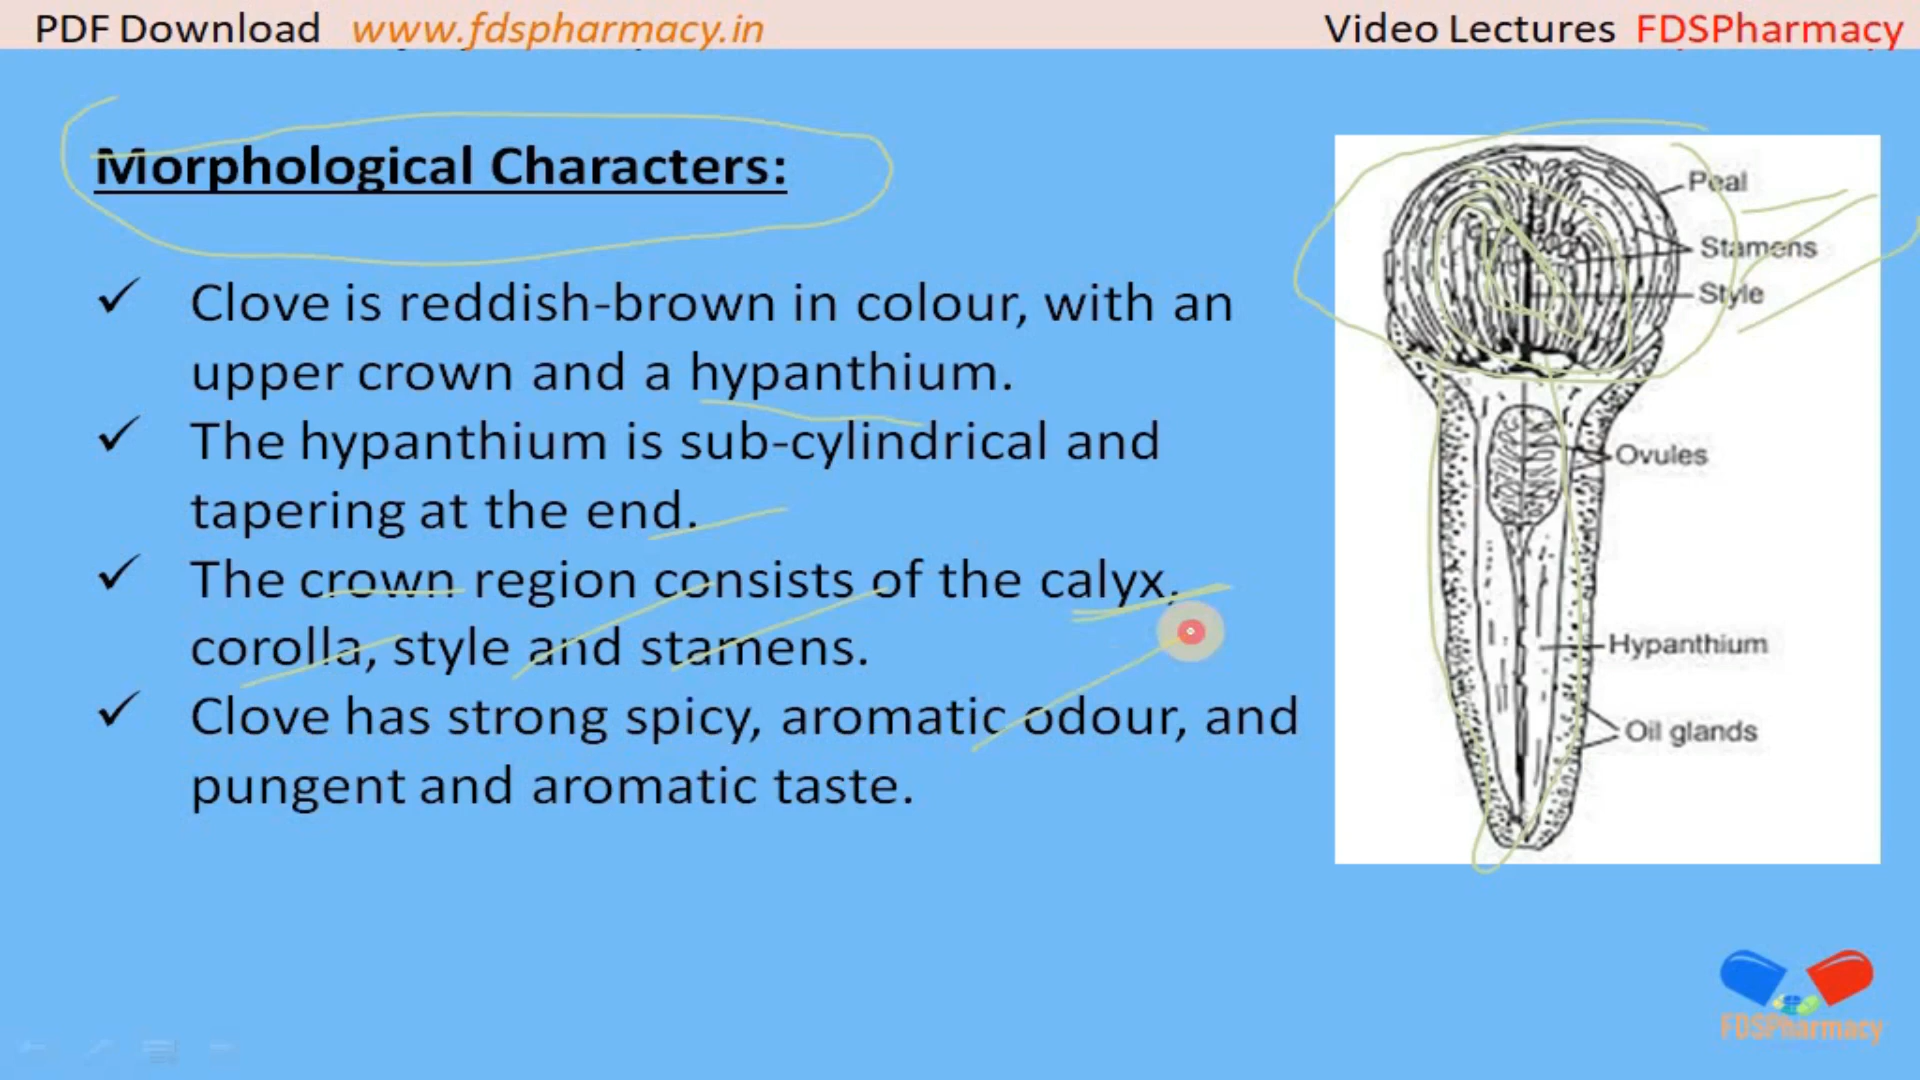 PDF Download www.fdspharmacy.in
Video Lectures FDSPharmacy
Morphological Characters:
✓ Clove is reddish-brown in colour, with an
upper crown and a hypanthium.
✓ The hypanthium is sub-cylindrical and
tapering at the end.
✓ The crown region consists of the calyx,
corolla, style and stamens.
✓ Clove has strong spicy, aromatic odour, and
pungent and aromatic taste.
Peal
Stamens
Style
Ovules
Hypanthium
Oil glands
FDSPharmacy